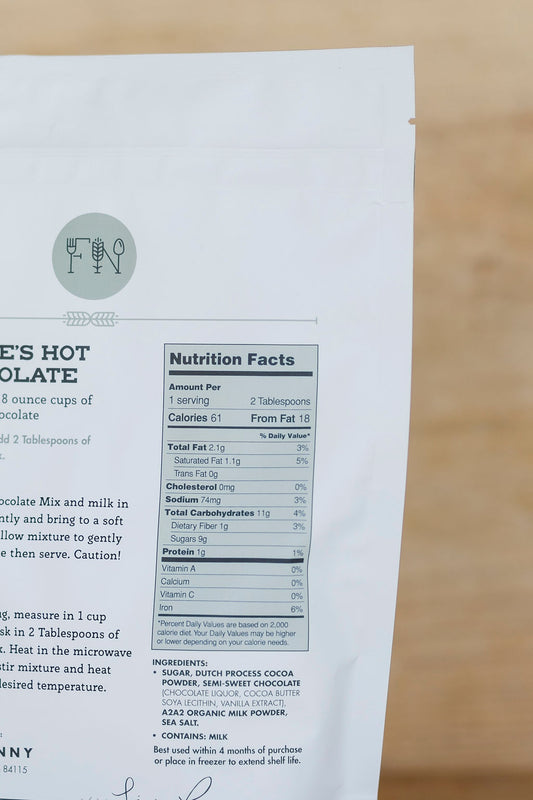 E'S HOT
OLATE
8 ounce cups of
ocolate
dd 2 Tablespoons of
x.
ocolate Mix and milk in
ntly and bring to a soft
llow mixture to gently
e then serve. Caution!
ug, measure in 1 cup
sk in 2 Tablespoons of
x. Heat in the microwave
stir mixture and heat
desired temperature.
:
NNY
84115
Nutrition Facts
Amount Per
1 serving 2 Tablespoons
Calories 61 From Fat 18
% Daily Value*
Total Fat 2.1g 3%
Saturated Fat 1.1g 5%
Trans Fat 0g
Cholesterol 0mg 0%
Sodium 74mg 3%
Total Carbohydrates 11g 4%
Dietary Fiber 1g 3%
Sugars 9g
Protein 1g 1%
Vitamin A 0%
Calcium 0%
Vitamin C 0%
Iron 6%
*Percent Daily Values are based on 2,000
calorie diet. Your Daily Values may be higher
or lower depending on your calorie needs.
INGREDIENTS:
• SUGAR, DUTCH PROCESS COCOA
POWDER, SEMI-SWEET CHOCOLATE
(CHOCOLATE LIQUOR, COCOA BUTTER
SOYA LECITHIN, VANILLA EXTRACT),
A2A2 ORGANIC MILK POWDER,
SEA SALT.
• CONTAINS: MILK
Best used within 4 months of purchase
or place in freezer to extend shelf life.